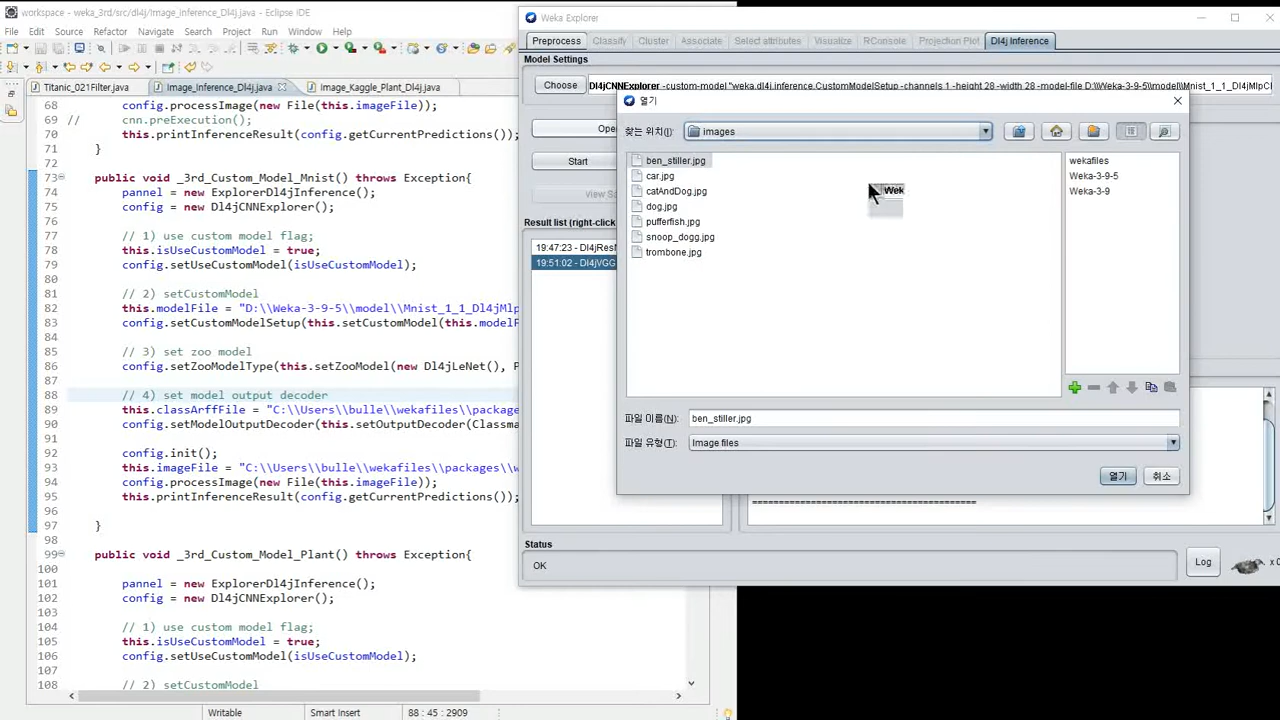 workspace - weka_3rd/src/dl4j/Image_Inference_Dl4j.java - Eclipse IDE
File Edit Source Refactor Navigate Search Project Run Window Help
Titanic_021Filter.java Image_Inference_Dl4j.java Image_Kaggle_Plant_Dl4j.java
68 config.processImage(new File(this.imageFile));
69 // cnn.preExecution();
70 this.printInferenceResult(config.getCurrentPredictions());
71 }
72
73 public void _3rd_Custom_Model_Mnist() throws Exception{
74 pannel = new ExplorerDl4jInference();
75 config = new Dl4jCNNExplorer();
76
77 // 1) use custom model flag;
78 this.isUseCustomModel = true;
79 config.setUseCustomModel(isUseCustomModel);
80
81 // 2) setCustomModel
82 this.modelFile = "D:\\Weka-3-9-5\\model\\Mnist_1_1_Dl4jMlp
83 config.setCustomModelSetup(this.setCustomModel(this.modelF
84
85 // 3) set zoo model
86 config.setZooModelType(this.setZooModel(new Dl4jLeNet(), P
87
88 // 4) set model output decoder
89 this.classArffFile = "C:\\Users\\bulle\\wekafiles\\packages
90 config.setModelOutputDecoder(this.setOutputDecoder(Classma
91
92 config.init();
93 this.imageFile = "C:\\Users\\bulle\\wekafiles\\packages\\w
94 config.processImage(new File(this.imageFile));
95 this.printInferenceResult(config.getCurrentPredictions());
96
97 }
98
99 public void _3rd_Custom_Model_Plant() throws Exception{
100
101 pannel = new ExplorerDl4jInference();
102 config = new Dl4jCNNExplorer();
103
104 // 1) use custom model flag;
105 this.isUseCustomModel = true;
106 config.setUseCustomModel(isUseCustomModel);
107
108 // 2) setCustomModel
Writable Smart Insert 88 : 45 : 2909
Weka Explorer
Preprocess Classify Cluster Associate Select attributes Visualize RConsole Projection Plot Dl4j Inference
Model Settings
Choose Dl4jCNNExplorer -custom-model "weka.dl4j.inference.CustomModelSetup -channels 1 -height 28 -width 28 -model-file D:\\Weka-3-9-5\\model\\Mnist_1_1_Dl4jMlpC
Ope
Start
View Sa
Result list (right-click
19:47:23 - Dl4jResN
19:51:02 - Dl4jVGG
========================================
Status
OK
Log
x 0
열기
찾는 위치(I): images
ben_stiller.jpg
car.jpg
catAndDog.jpg
dog.jpg
pufferfish.jpg
snoop_dogg.jpg
trombone.jpg
Wek
wekafiles
Weka-3-9-5
Weka-3-9
파일 이름(N): ben_stiller.jpg
파일 유형(T): Image files
열기 취소